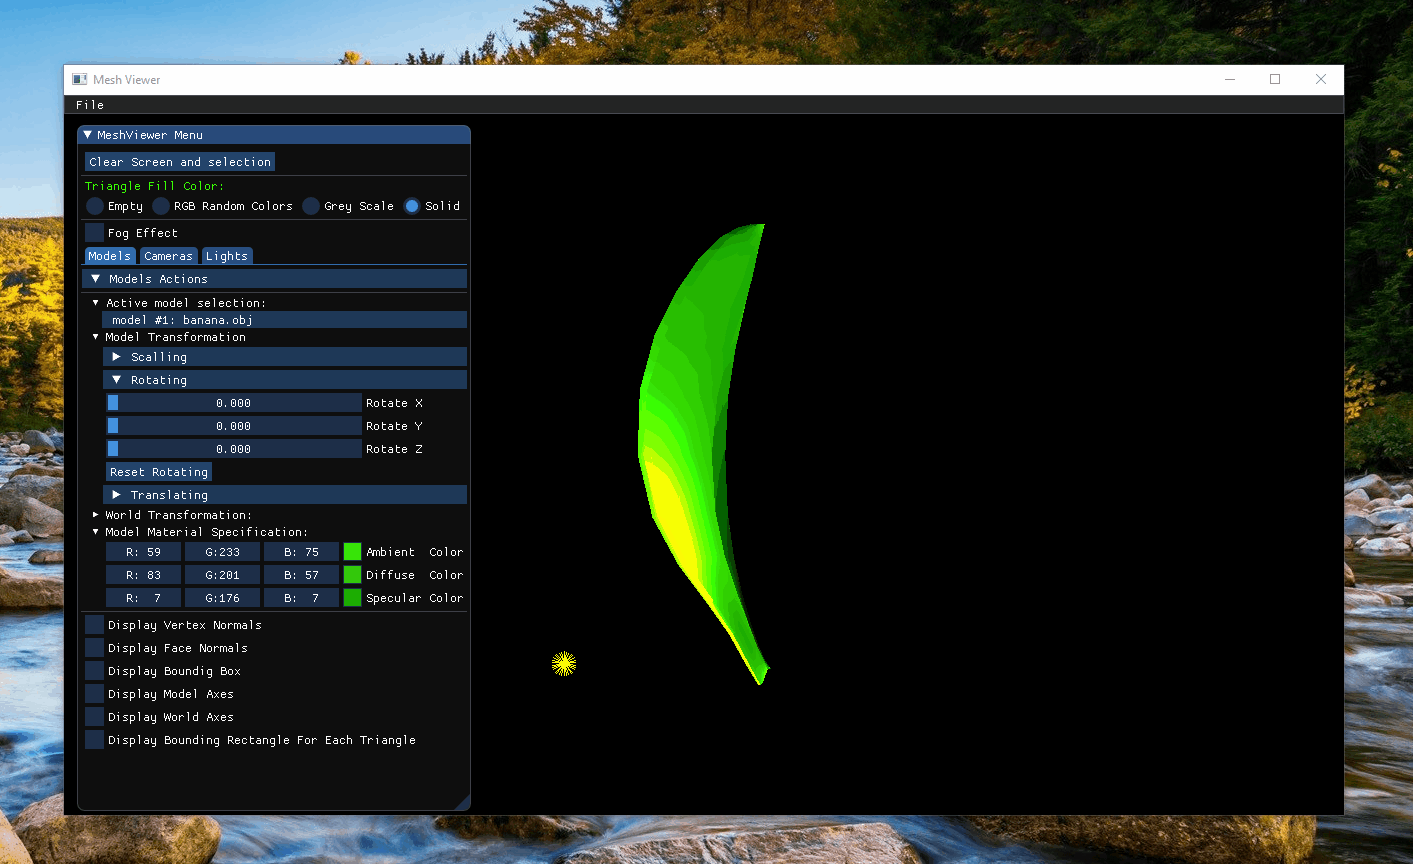 Mesh Viewer
File
MeshViewer Menu
Clear Screen and selection
Triangle Fill Color:
Empty RGB Random Colors Grey Scale Solid
Fog Effect
Models Cameras Lights
Models Actions
Active model selection:
model #1: banana.obj
Model Transformation
Scalling
Rotating
0.000 Rotate X
0.000 Rotate Y
0.000 Rotate Z
Reset Rotating
Translating
World Transformation:
Model Material Specification:
R: 59 G:233 B: 75 Ambient Color
R: 83 G:201 B: 57 Diffuse Color
R: 7 G:176 B: 7 Specular Color
Display Vertex Normals
Display Face Normals
Display Boundig Box
Display Model Axes
Display World Axes
Display Bounding Rectangle For Each Triangle